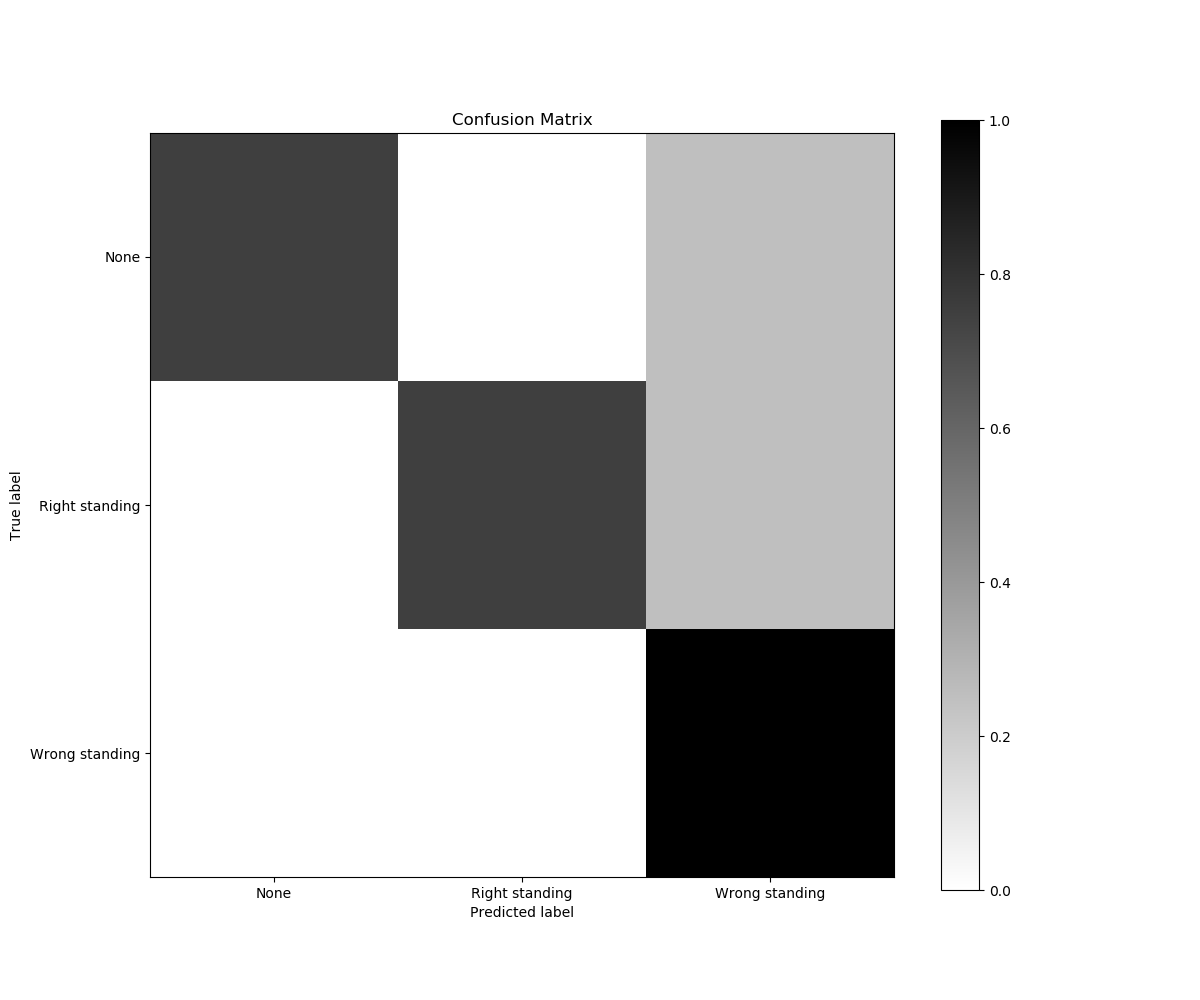 Confusion Matrix
True label
None
Right standing
Wrong standing
None
Right standing
Wrong standing
Predicted label
1.0
0.8
0.6
0.4
0.2
0.0